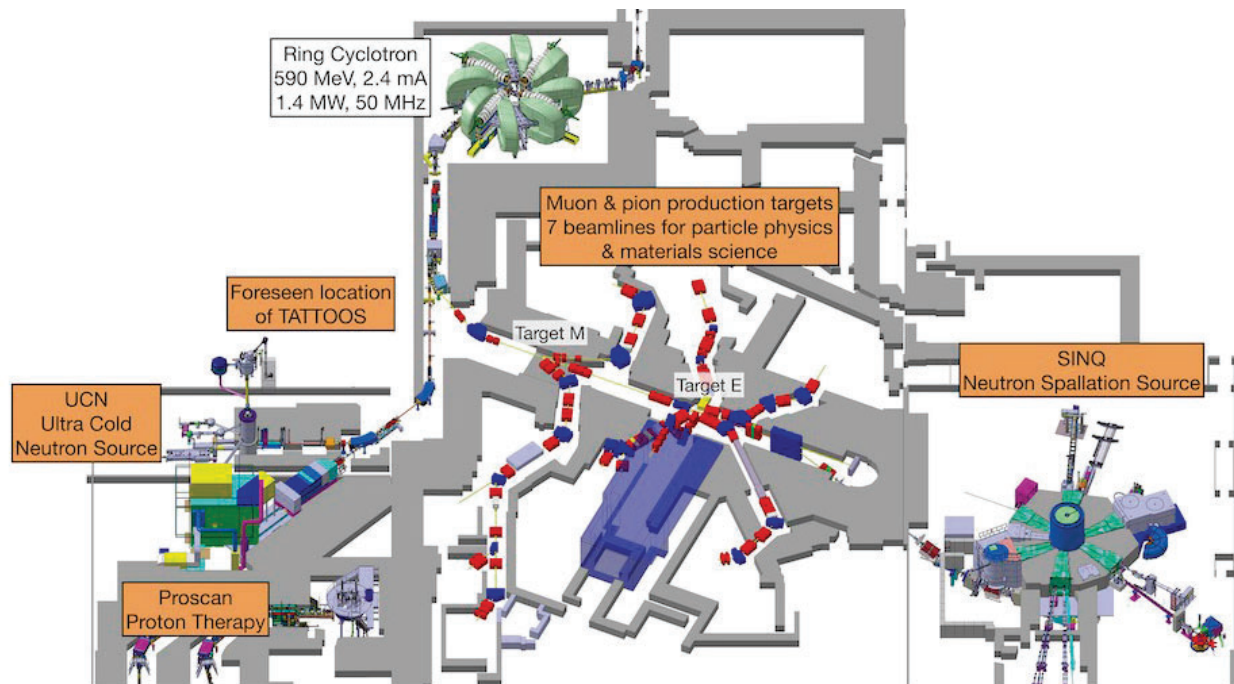 Ring Cyclotron
590 MeV, 2.4 mA
1.4 MW, 50 MHz
Muon & pion production targets
7 beamlines for particle physics
& materials science
Foreseen location
of TATTOOS
Target M
Target E
SINQ
Neutron Spallation Source
UCN
Ultra Cold
Neutron Source
Proscan
Proton Therapy